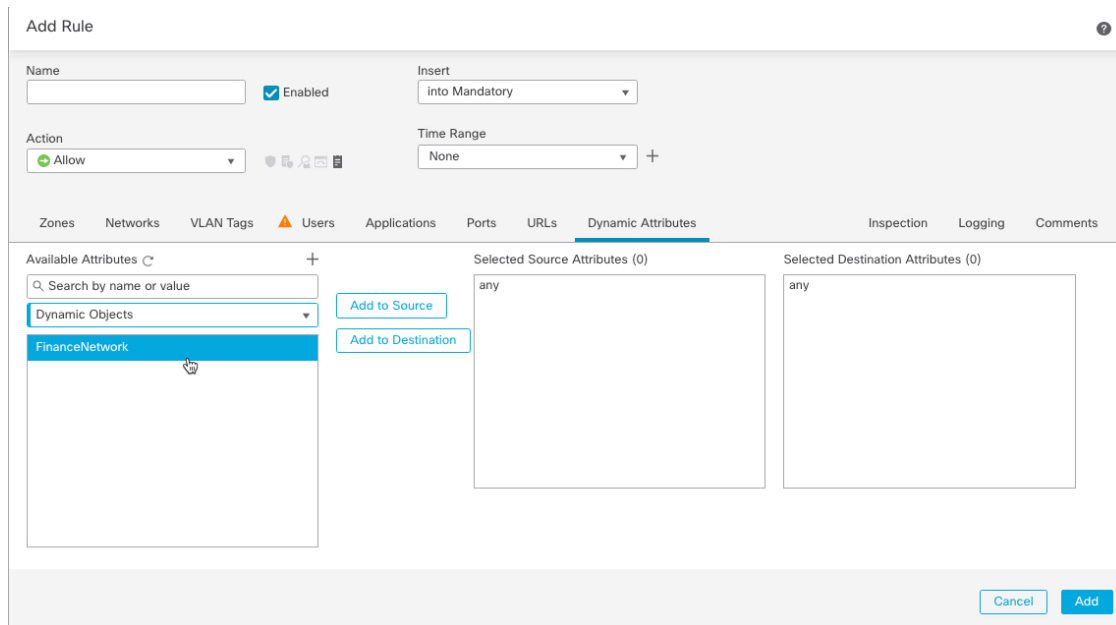 Add Rule
Name
Insert
Enabled
into Mandatory
Action
Time Range
Allow
None
Zones Networks VLAN Tags Users Applications Ports URLs Dynamic Attributes Inspection Logging Comments
Available Attributes
Selected Source Attributes (0)
Selected Destination Attributes (0)
Search by name or value
any
any
Add to Source
Dynamic Objects
Add to Destination
FinanceNetwork
Cancel
Add